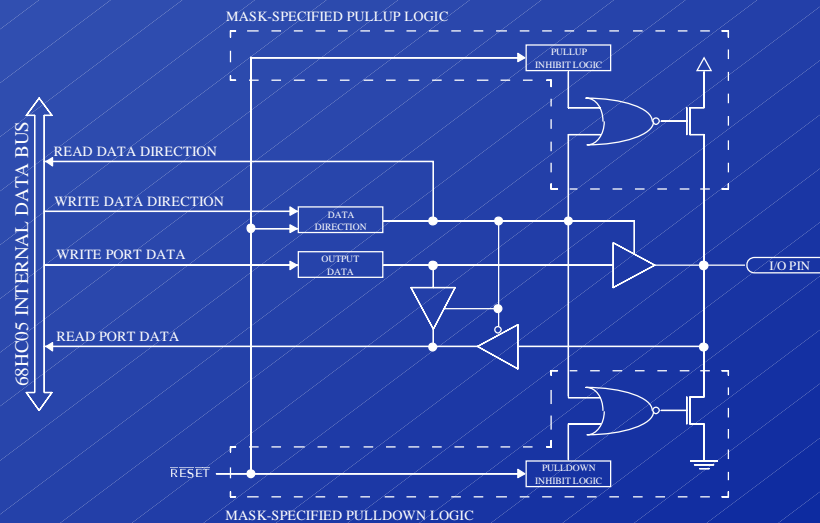 MASK-SPECIFIED PULLUP LOGIC
PULLUP
INHIBIT LOGIC
68HC05 INTERNAL DATA BUS
READ DATA DIRECTION
WRITE DATA DIRECTION
DATA
DIRECTION
WRITE PORT DATA
OUTPUT
DATA
I/O PIN
READ PORT DATA
RESET
PULLDOWN
INHIBIT LOGIC
MASK-SPECIFIED PULLDOWN LOGIC